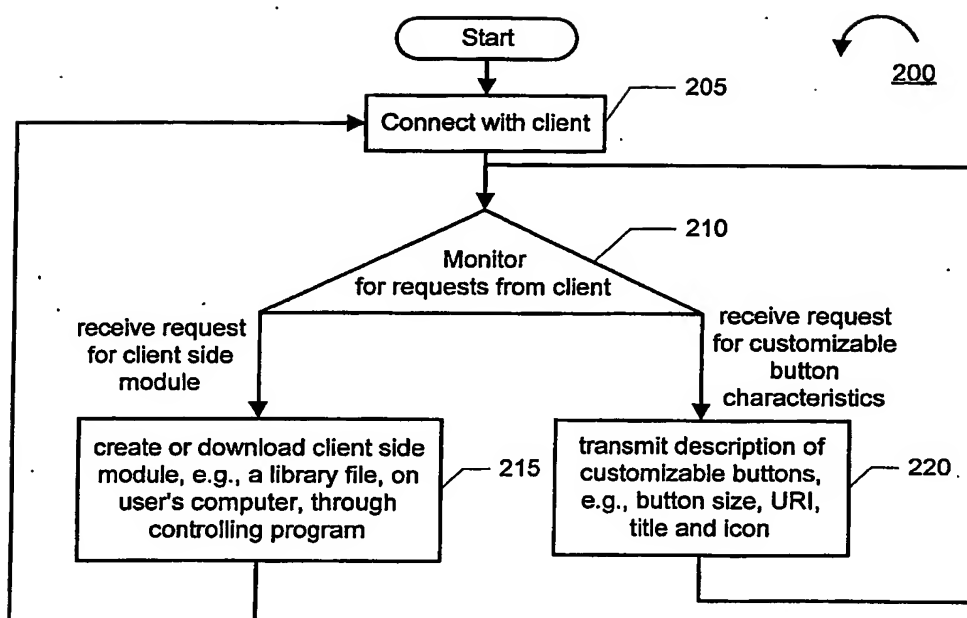 Start
200
205
Connect with client
210
Monitor
for requests from client
receive request
for client side
module
receive request
for customizable
button
characteristics
create or download client side
module, e.g., a library file, on
user's computer, through
controlling program
215
transmit description of
customizable buttons,
e.g., button size, URI,
title and icon
220